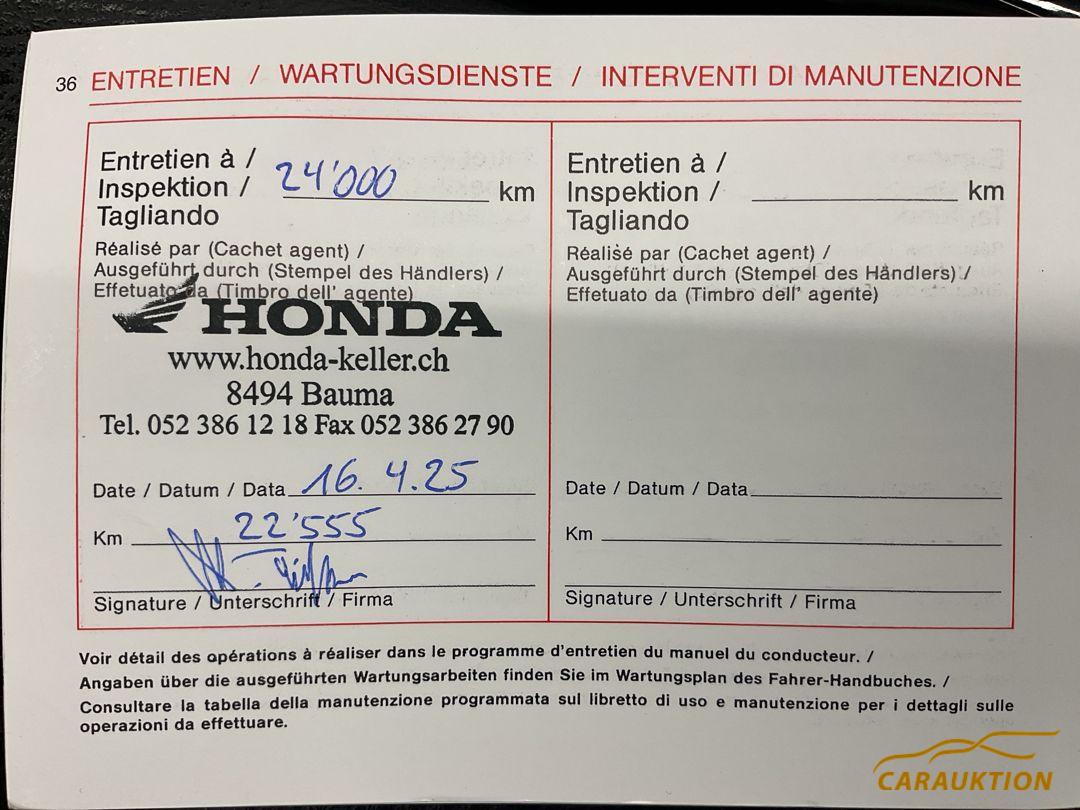 36 ENTRETIEN / WARTUNGSDIENSTE / INTERVENTI DI MANUTENZIONE
Entretien à /
Inspektion / 24'000 km
Tagliando
Réalisé par (Cachet agent) /
Ausgeführt durch (Stempel des Händlers) /
Effetuato da (Timbro dell' agente)
HONDA
www.honda-keller.ch
8494 Bauma
Tel. 052 386 12 18 Fax 052 386 27 90
Date / Datum / Data 16.4.25
Km 22'555
Signature / Unterschrift / Firma
Entretien à /
Inspektion / km
Tagliando
Réalisé par (Cachet agent) /
Ausgeführt durch (Stempel des Händlers) /
Effetuato da (Timbro dell' agente)
Date / Datum / Data
Km
Signature / Unterschrift / Firma
Voir détail des opérations à réaliser dans le programme d'entretien du manuel du conducteur. /
Angaben über die ausgeführten Wartungsarbeiten finden Sie im Wartungsplan des Fahrer-Handbuches. /
Consultare la tabella della manutenzione programmata sul libretto di uso e manutenzione per i dettagli sulle
operazioni da effettuare.
CARAUKTION